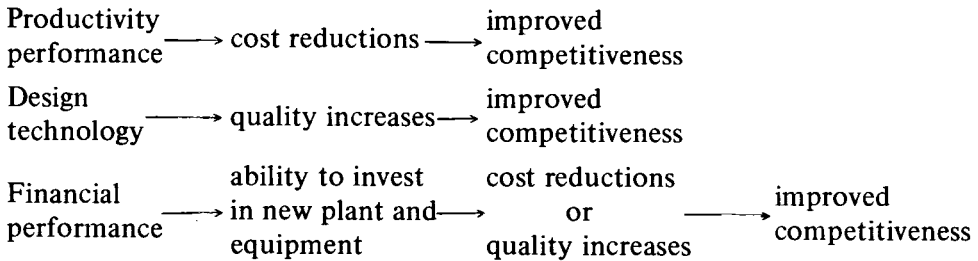 Productivity performance → cost reductions → improved competitiveness
Design technology → quality increases → improved competitiveness
Financial performance → ability to invest in new plant and equipment → cost reductions or quality increases → improved competitiveness